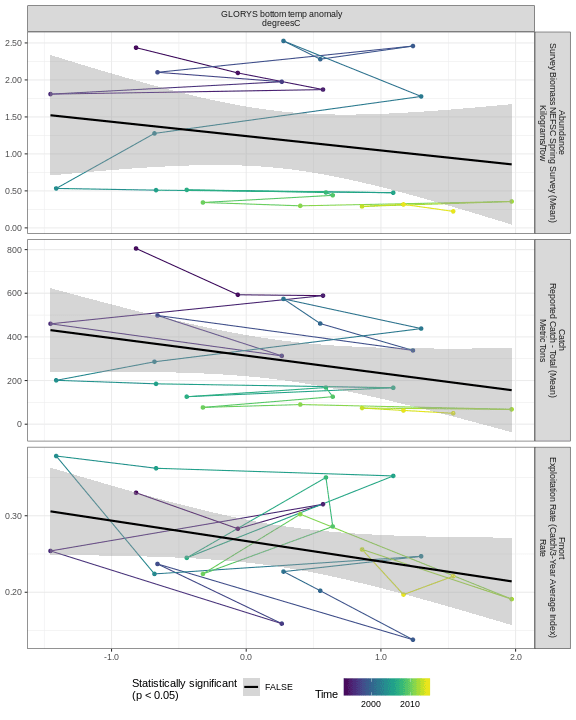 GLORYS bottom temp anomaly
degreesC
2.50
2.00
1.50
1.00
0.50
0.00
Abundance
Survey Biomass NEFSC Spring Survey (Mean)
Kilograms/Tow
800
600
400
200
0
Catch
Reported Catch - Total (Mean)
Metric Tons
0.30
0.20
Fmort
Exploitation Rate (Catch/3-Year Average Index)
Rate
-1.0
0.0
1.0
2.0
Statistically significant
(p < 0.05)
FALSE
Time
2000
2010